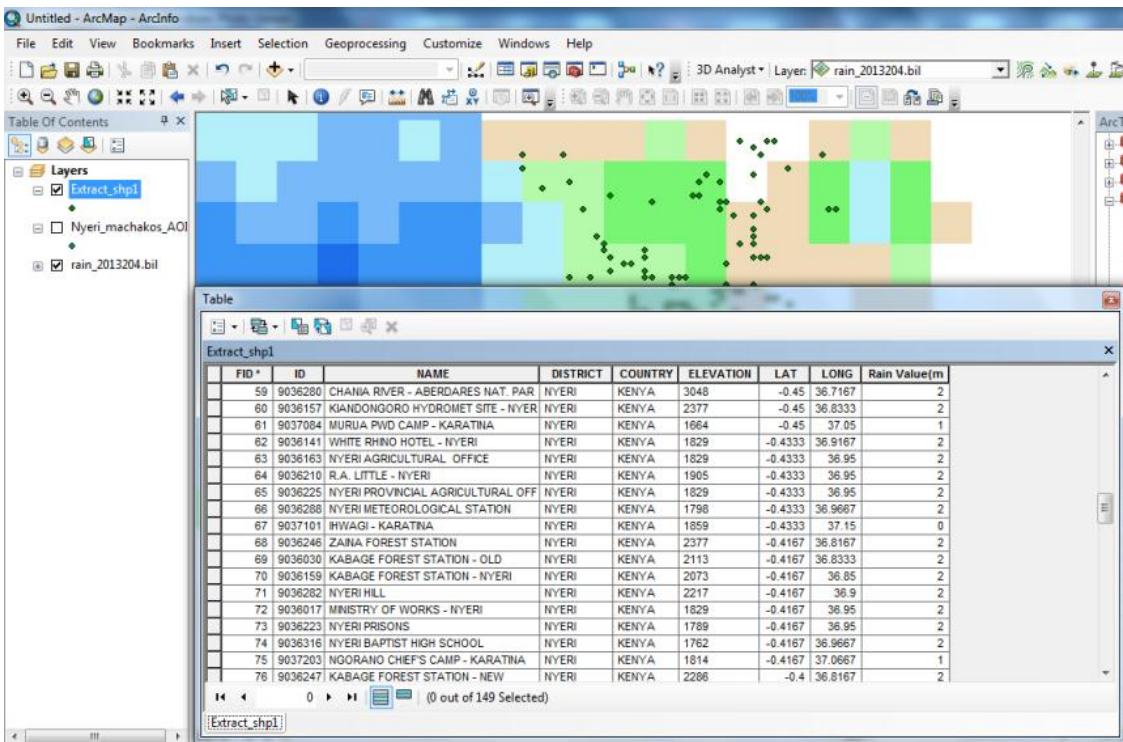 Untitled - ArcMap - ArcInfo
File Edit View Bookmarks Insert Selection Geoprocessing Customize Windows Help
3D Analyst Layer: rain_2013204.bil
100%
Table Of Contents
ArcT
Layers
Extract_shp1
Nyeri_machakos_AOI
rain_2013204.bil
Table
Extract_shp1
FID * ID NAME DISTRICT COUNTRY ELEVATION LAT LONG Rain Value(m
59 9036280 CHANIA RIVER - ABERDARES NAT. PAR NYERI KENYA 3048 -0.45 36.7167 2
60 9036157 KIANDONGORO HYDROMET SITE - NYER NYERI KENYA 2377 -0.45 36.8333 2
61 9037084 MURUA PWD CAMP - KARATINA NYERI KENYA 1664 -0.45 37.05 1
62 9036141 WHITE RHINO HOTEL - NYERI NYERI KENYA 1829 -0.4333 36.9167 2
63 9036163 NYERI AGRICULTURAL OFFICE NYERI KENYA 1829 -0.4333 36.95 2
64 9036210 R.A. LITTLE - NYERI NYERI KENYA 1905 -0.4333 36.95 2
65 9036225 NYERI PROVINCIAL AGRICULTURAL OFF NYERI KENYA 1829 -0.4333 36.95 2
66 9036288 NYERI METEOROLOGICAL STATION NYERI KENYA 1798 -0.4333 36.9667 2
67 9037101 IHWAGI - KARATINA NYERI KENYA 1859 -0.4333 37.15 0
68 9036246 ZAINA FOREST STATION NYERI KENYA 2377 -0.4167 36.8167 2
69 9036030 KABAGE FOREST STATION - OLD NYERI KENYA 2113 -0.4167 36.8333 2
70 9036159 KABAGE FOREST STATION - NYERI NYERI KENYA 2073 -0.4167 36.85 2
71 9036282 NYERI HILL NYERI KENYA 2217 -0.4167 36.9 2
72 9036017 MINISTRY OF WORKS - NYERI NYERI KENYA 1829 -0.4167 36.95 2
73 9036223 NYERI PRISONS NYERI KENYA 1789 -0.4167 36.95 2
74 9036316 NYERI BAPTIST HIGH SCHOOL NYERI KENYA 1762 -0.4167 36.9667 2
75 9037203 NGORANO CHIEF'S CAMP - KARATINA NYERI KENYA 1814 -0.4167 37.0667 1
76 9036247 KABAGE FOREST STATION - NEW NYERI KENYA 2286 -0.4 36.8167 2
0 (0 out of 149 Selected)
Extract_shp1